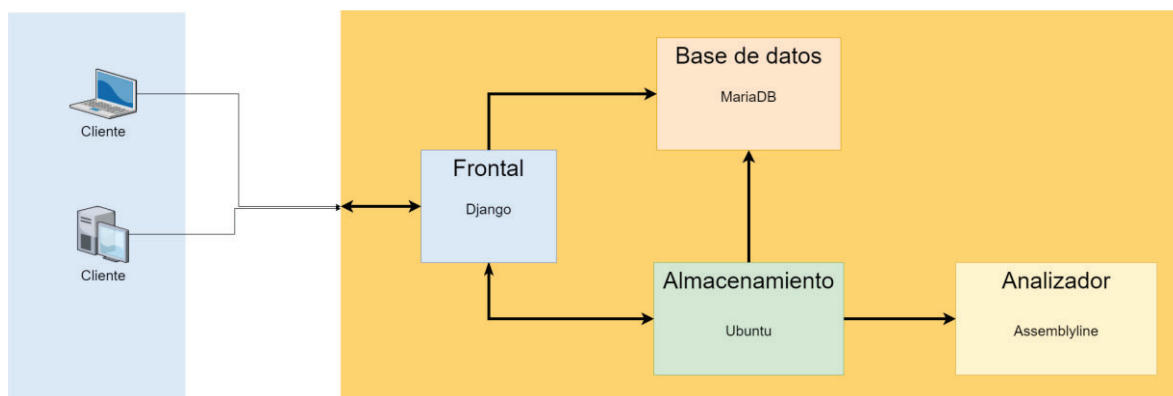 Cliente
Cliente
Frontal
Django
Base de datos
MariaDB
Almacenamiento
Ubuntu
Analizador
Assemblyline